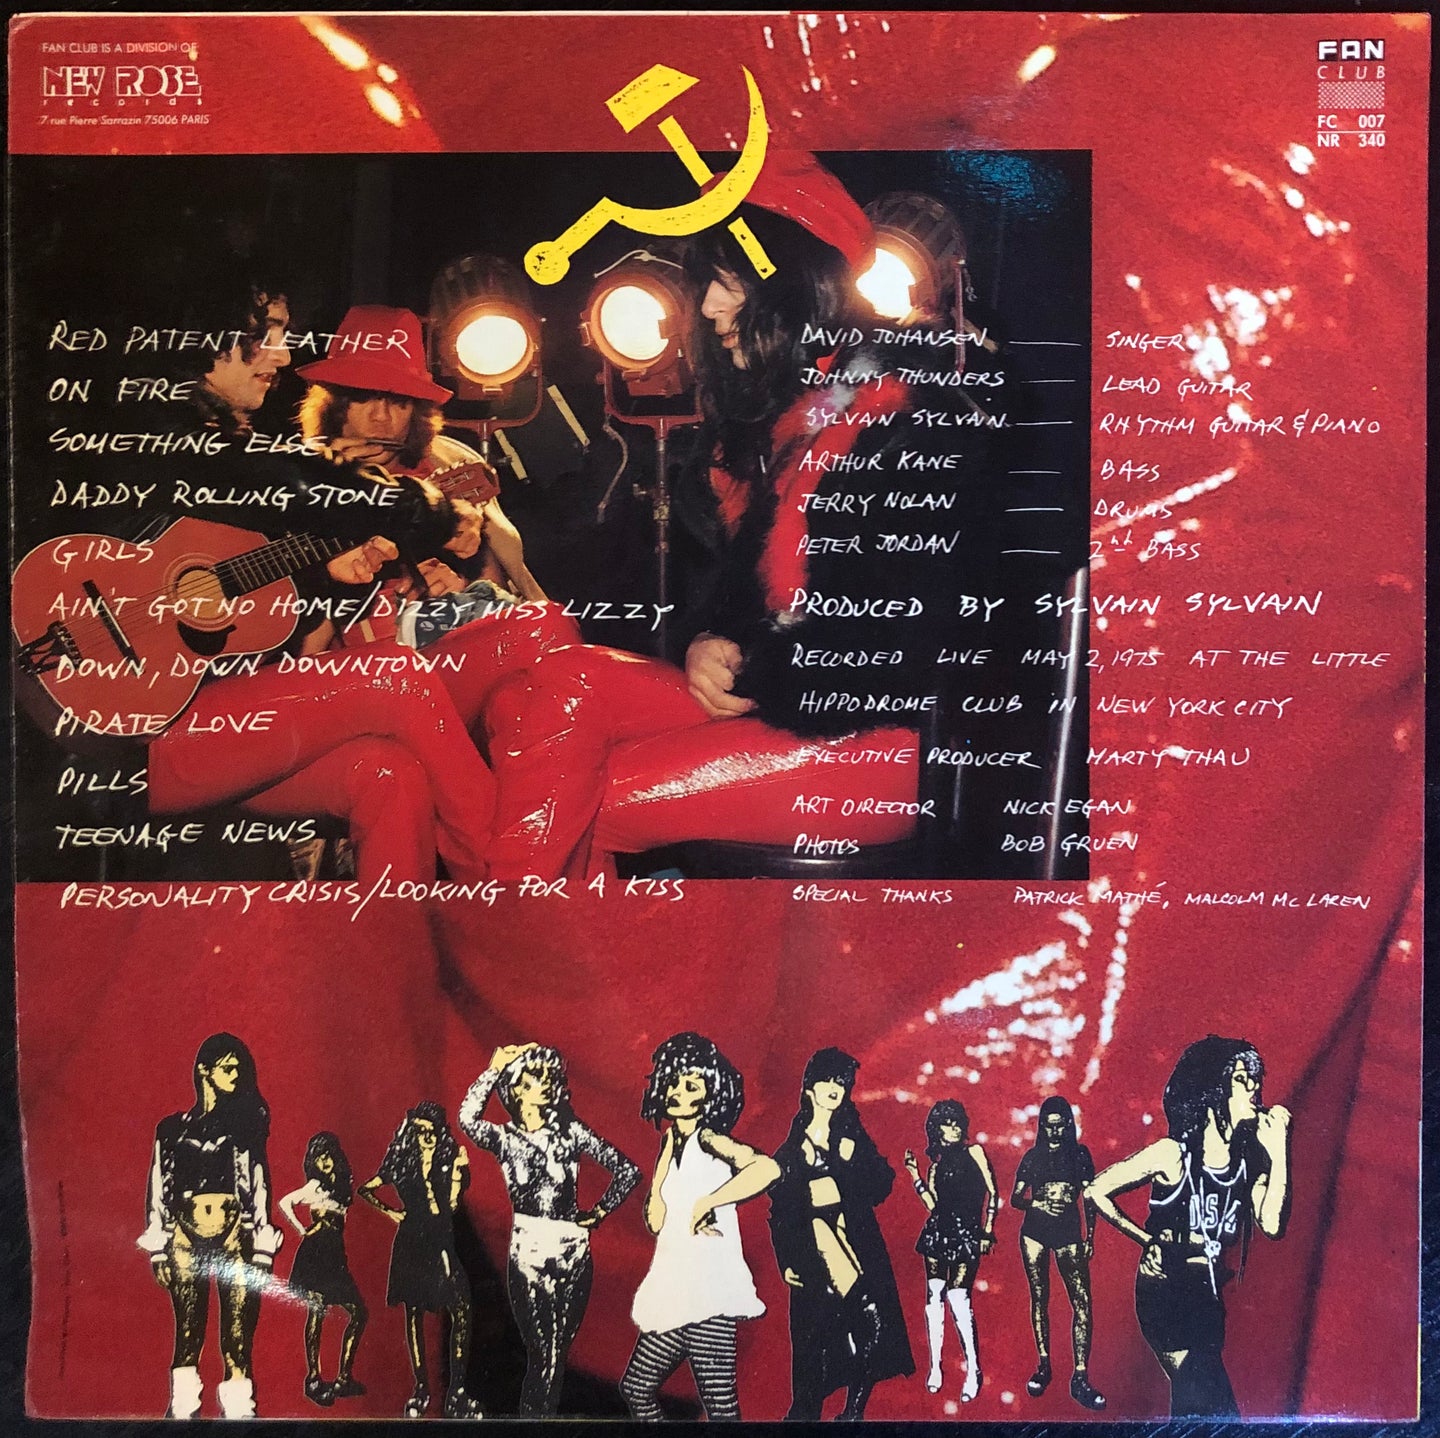 FAN CLUB IS A DIVISION OF
NEW ROSE
records
7 rue Pierre Sarrazin 75006 PARIS
FAN
CLUB
FC 007
NR 340
RED PATENT LEATHER
ON FIRE
SOMETHING ELSE
DADDY ROLLING STONE
GIRLS
AIN'T GOT NO HOME/DIZZY MISS LIZZY
DOWN, DOWN DOWNTOWN
PIRATE LOVE
PILLS
TEENAGE NEWS
PERSONALITY CRISIS/LOOKING FOR A KISS
DAVID JOHANSEN — SINGER
JOHNNY THUNDERS — LEAD GUITAR
SYLVAIN SYLVAIN — RHYTHM GUITAR & PIANO
ARTHUR KANE — BASS
JERRY NOLAN — DRUMS
PETER JORDAN — 2nd BASS
PRODUCED BY SYLVAIN SYLVAIN
RECORDED LIVE MAY 2, 1975 AT THE LITTLE
HIPPODROME CLUB IN NEW YORK CITY
EXECUTIVE PRODUCER MARTY THAU
ART DIRECTOR NICK EGAN
PHOTOS BOB GRUEN
SPECIAL THANKS PATRICK MATHÉ, MALCOLM MC LAREN